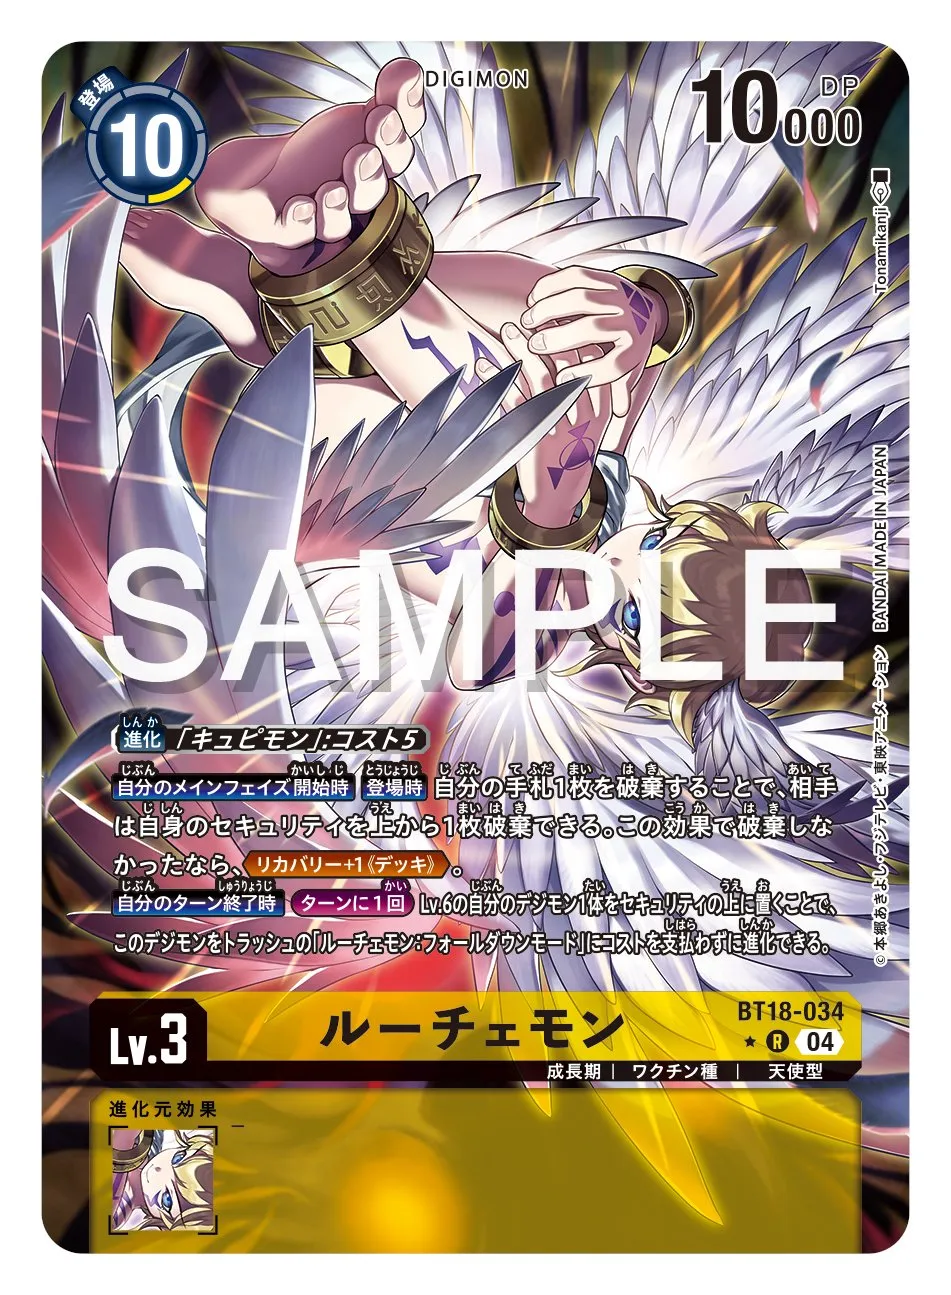 登場
10
DIGIMON
10000
DP
Tonamikanji
BANDAI MADE IN JAPAN
©本郷あきよし・フジテレビ・東映アニメーション
SAMPLE
進化 「キュピモン」:コスト5
自分のメインフェイズ開始時 登場時 自分の手札1枚を破棄することで、相手
は自身のセキュリティを上から1枚破棄できる。この効果で破棄しな
かったなら、リカバリー+1《デッキ》。
自分のターン終了時 ターンに1回 Lv.6の自分のデジモン1体をセキュリティの上に置くことで、
このデジモンをトラッシュの「ルーチェモン:フォールダウンモード」にコストを支払わずに進化できる。
Lv.3
ルーチェモン
BT18-034
★ R 04
成長期 | ワクチン種 | 天使型
進化元効果
—